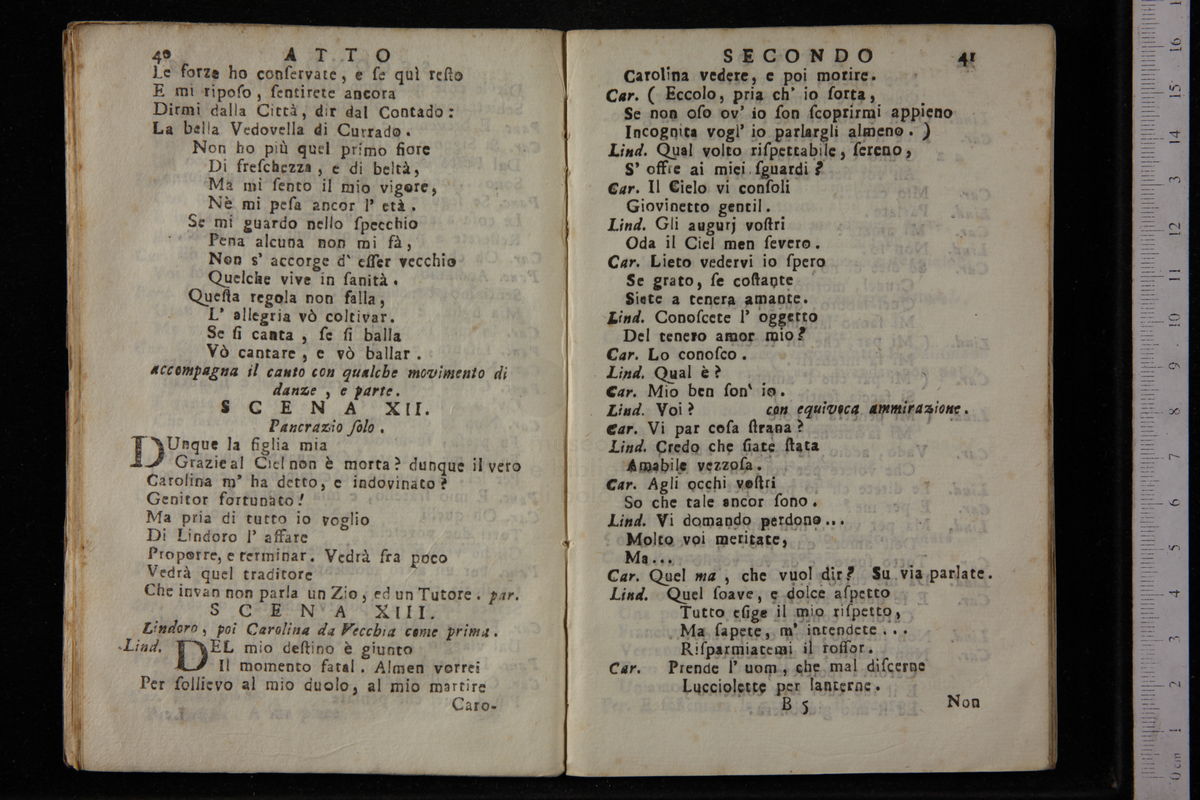 40 ATTO
Le forze ho conſervate, e ſe quì reſto
E mi ripoſo, ſentirete ancora
Dirmi dalla Città, dir dal Contado:
La bella Vedovella di Currado.
Non ho più quel primo fiore
Di freſchezza, e di beltà,
Ma mi ſento il mio vigore,
Nè mi peſa ancor l' età.
Se mi guardo nello ſpecchio
Pena alcuna non mi fà,
Non s' accorge d' eſſer vecchio
Quelche vive in ſanità.
Queſta regola non falla,
L' allegria vò coltivar.
Se ſi canta, ſe ſi balla
Vò cantare, e vò ballar.
accompagna il canto con qualche movimento di
danze, e parte.
SCENA XII.
Pancrazio ſolo.
DUnque la figlia mia
Grazie al Ciel non è morta? dunque il vero
Carolina m' ha detto, e indovinato?
Genitor fortunato!
Ma pria di tutto io voglio
Di Lindoro l' affare
Proporre, e terminar. Vedrà fra poco
Vedrà quel traditore
Che invan non parla un Zio, ed un Tutore. par.
SCENA XIII.
Lindoro, poi Carolina da Vecchia come prima.
Lind. DEL mio deſtino è giunto
Il momento fatal. Almen vorrei
Per ſollievo al mio duolo, al mio martire
Caro-
SECONDO 41
Carolina vedere, e poi morire.
Car. (Eccolo, pria ch' io ſorta,
Se non oſo ov' io ſon ſcoprirmi appieno
Incognita vogl' io parlargli almeno.)
Lind. Qual volto riſpettabile, ſereno,
S' offre ai miei ſguardi?
Car. Il Cielo vi conſoli
Giovinetto gentil.
Lind. Gli augurj voſtri
Oda il Ciel men ſevero.
Car. Lieto vedervi io ſpero
Se grato, ſe coſtante
Siete a tenera amante.
Lind. Conoſcete l' oggetto
Del tenero amor mio?
Car. Lo conoſco.
Lind. Qual è?
Car. Mio ben ſon' io.
Lind. Voi? con equivoca ammirazione.
Car. Vi par coſa ſtrana?
Lind. Credo che ſiate ſtata
Amabile vezzoſa.
Car. Agli occhi voſtri
So che tale ancor ſono.
Lind. Vi domando perdono...
Molto voi meritate,
Ma...
Car. Quel ma, che vuol dir? Su via parlate.
Lind. Quel ſoave, e dolce aſpetto
Tutto eſige il mio riſpetto,
Ma ſapete, m' intendete...
Riſparmiatemi il roſſor.
Car. Prende l' uom, che mal diſcerne
Lucciolette per lanterne.
B 5 Non